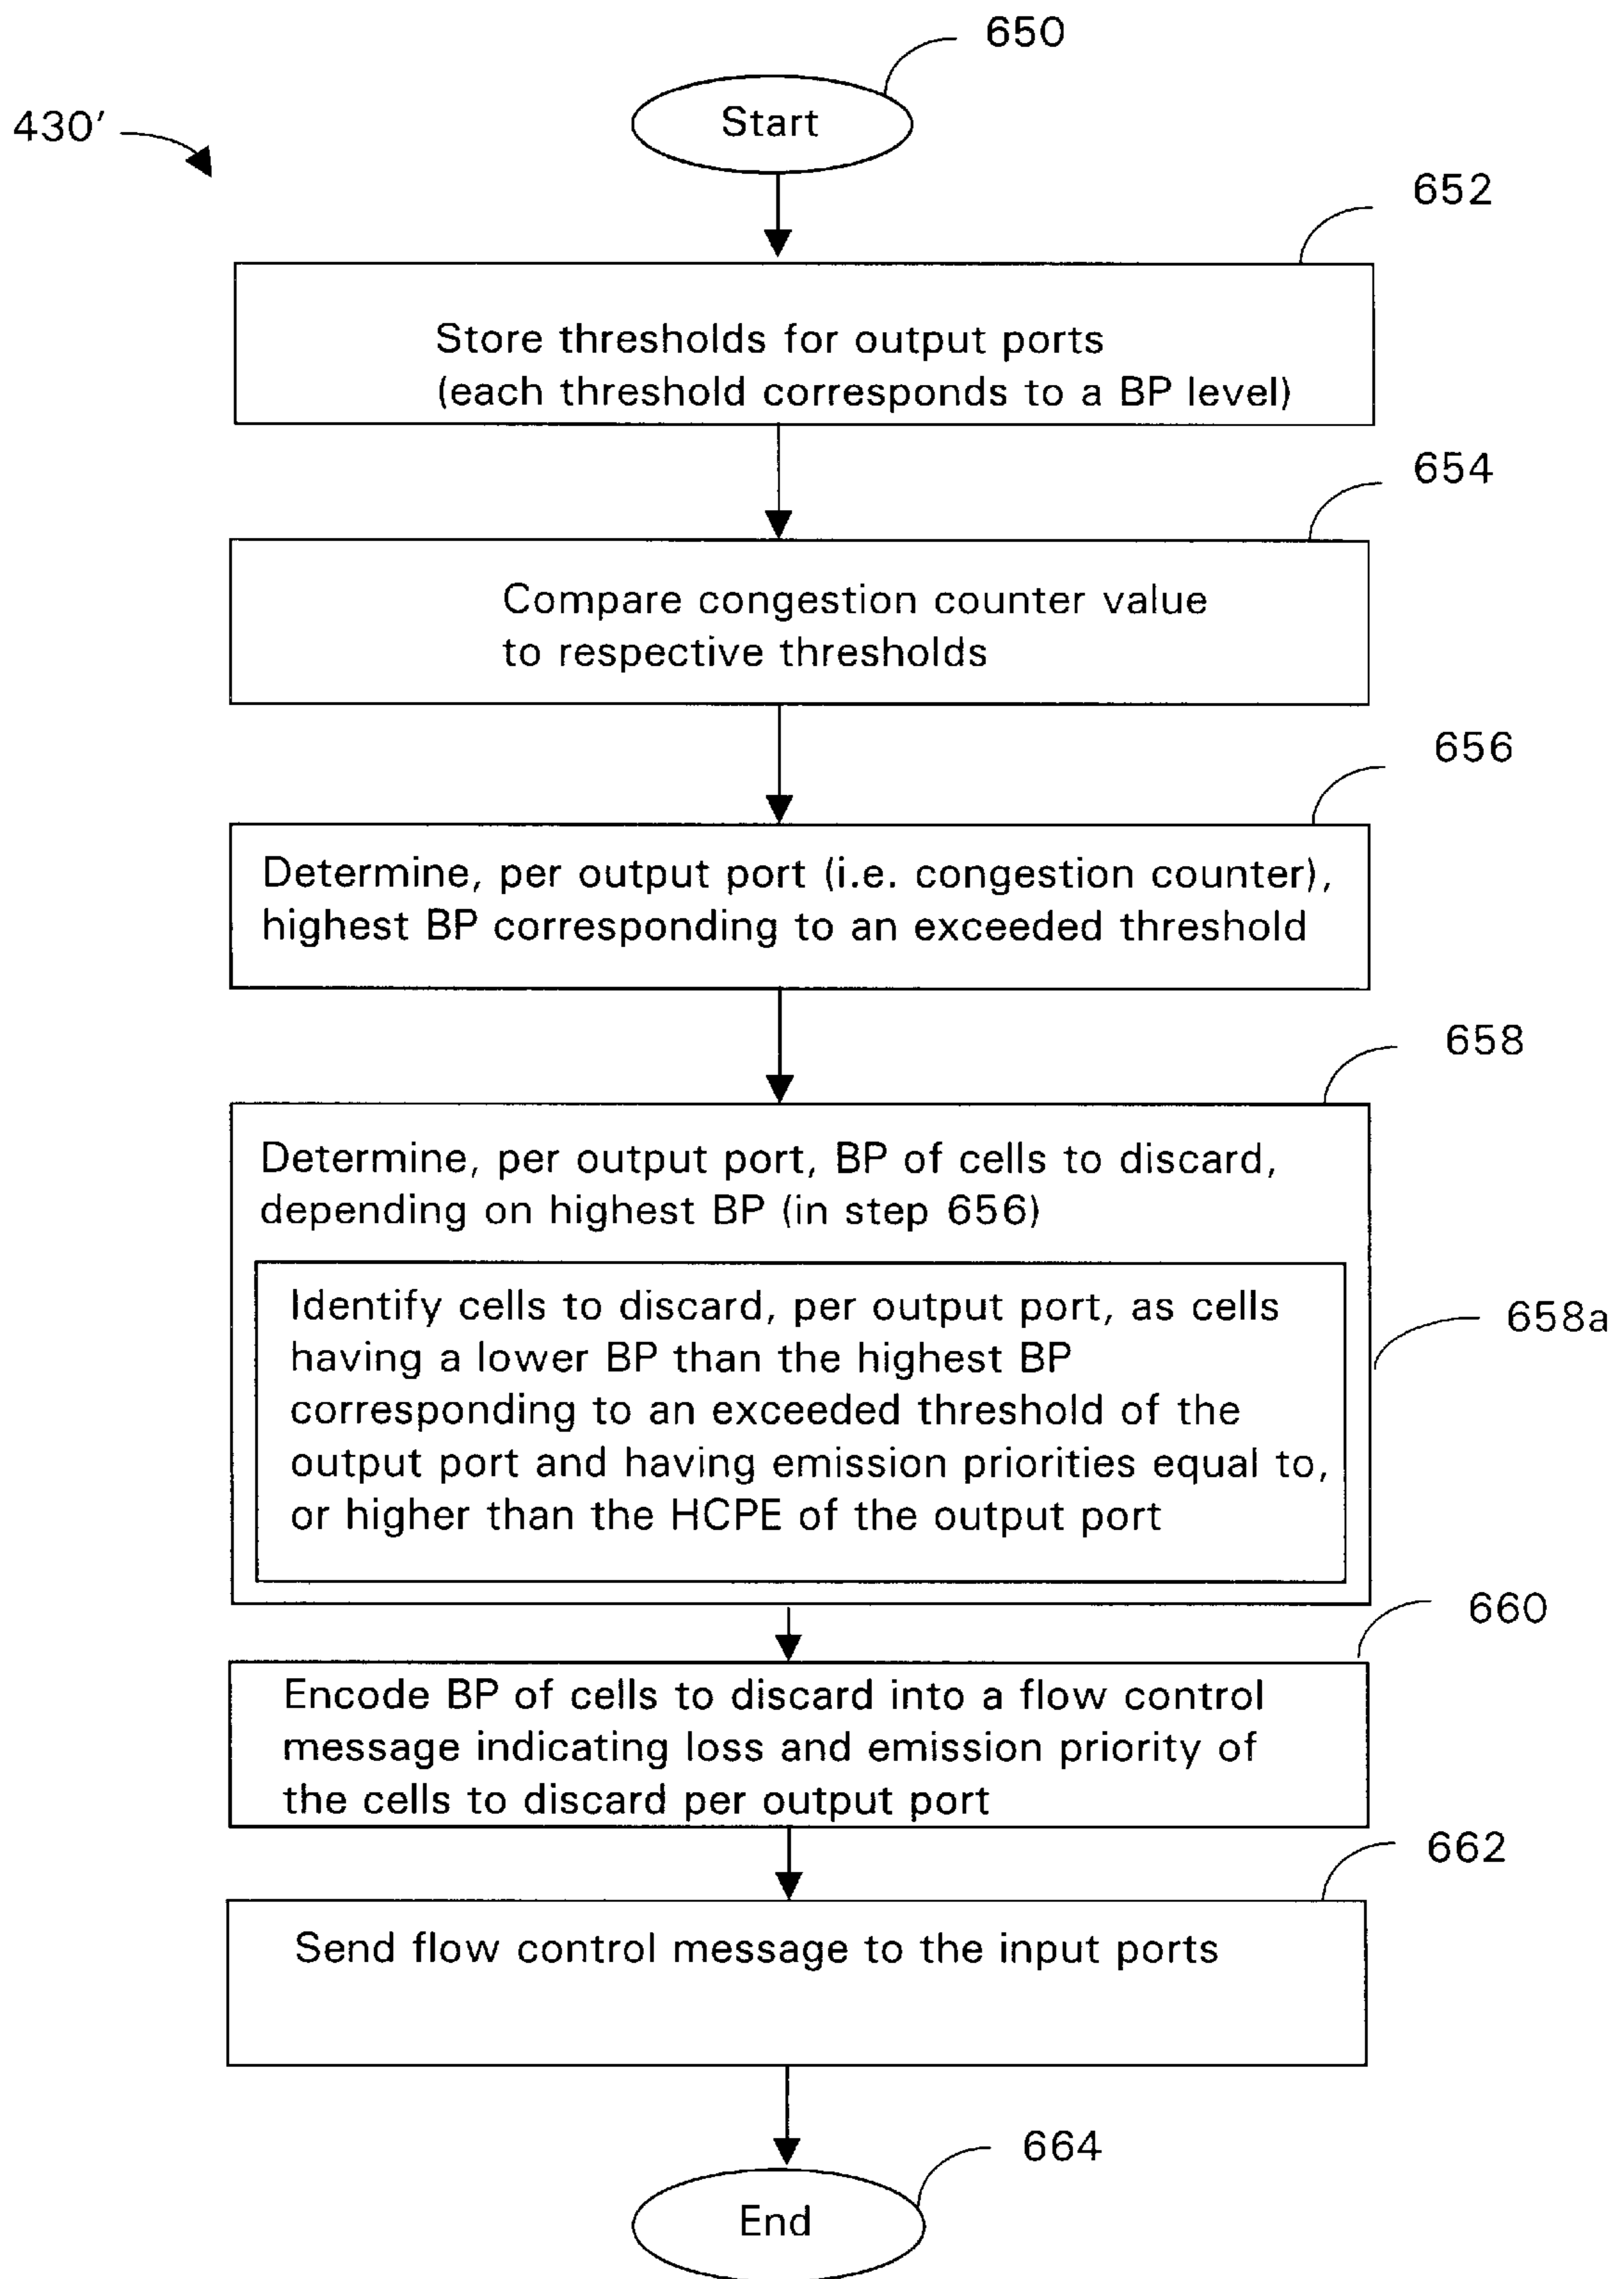 650
Start
430'
652
Store thresholds for output ports
(each threshold corresponds to a BP level)
654
Compare congestion counter value
to respective thresholds
656
Determine, per output port (i.e. congestion counter),
highest BP corresponding to an exceeded threshold
658
Determine, per output port, BP of cells to discard,
depending on highest BP (in step 656)
Identify cells to discard, per output port, as cells
having a lower BP than the highest BP
corresponding to an exceeded threshold of the
output port and having emission priorities equal to,
or higher than the HCPE of the output port
658a
660
Encode BP of cells to discard into a flow control
message indicating loss and emission priority of
the cells to discard per output port
662
Send flow control message to the input ports
664
End